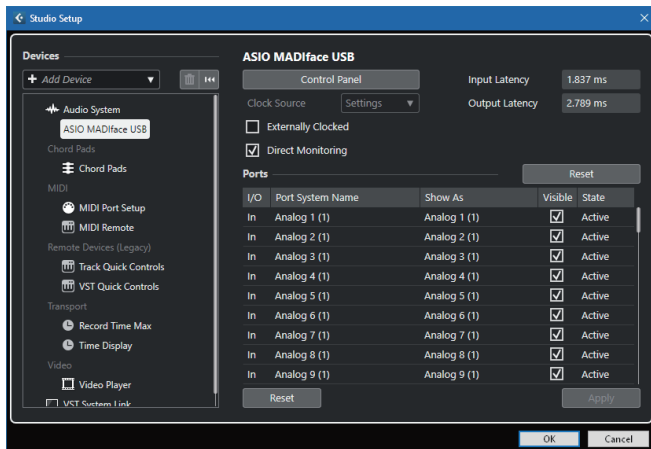 Studio Setup
Devices
+ Add Device
Audio System
ASIO MADIface USB
Chord Pads
Chord Pads
MIDI
MIDI Port Setup
MIDI Remote
Remote Devices (Legacy)
Track Quick Controls
VST Quick Controls
Transport
Record Time Max
Time Display
Video
Video Player
VST System Link
ASIO MADIface USB
Control Panel Input Latency 1.837 ms
Clock Source Settings Output Latency 2.789 ms
Externally Clocked
Direct Monitoring
Ports Reset
I/O Port System Name Show As Visible State
In Analog 1 (1) Analog 1 (1) Active
In Analog 2 (1) Analog 2 (1) Active
In Analog 3 (1) Analog 3 (1) Active
In Analog 4 (1) Analog 4 (1) Active
In Analog 5 (1) Analog 5 (1) Active
In Analog 6 (1) Analog 6 (1) Active
In Analog 7 (1) Analog 7 (1) Active
In Analog 8 (1) Analog 8 (1) Active
In Analog 9 (1) Analog 9 (1) Active
Reset Apply
OK Cancel